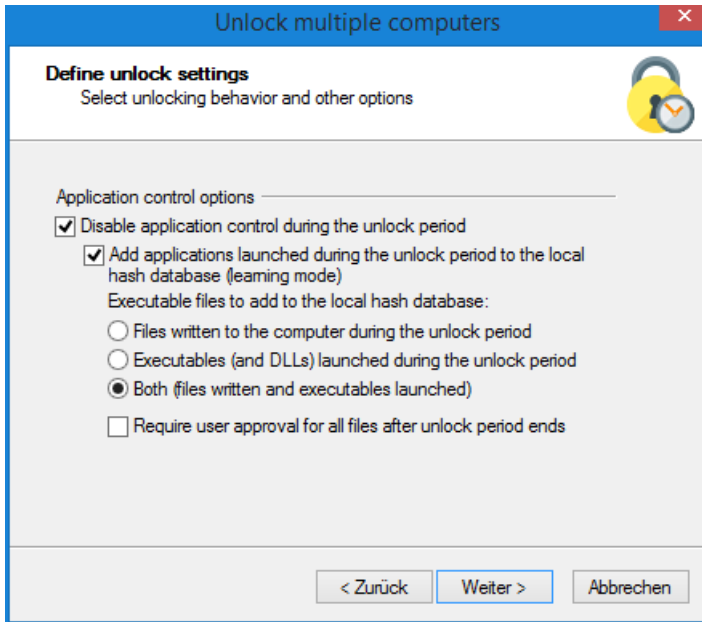 Unlock multiple computers
Define unlock settings
Select unlocking behavior and other options
Application control options
Disable application control during the unlock period
Add applications launched during the unlock period to the local
hash database (learning mode)
Executable files to add to the local hash database:
Files written to the computer during the unlock period
Executables (and DLLs) launched during the unlock period
Both (files written and executables launched)
Require user approval for all files after unlock period ends
< Zurück Weiter > Abbrechen